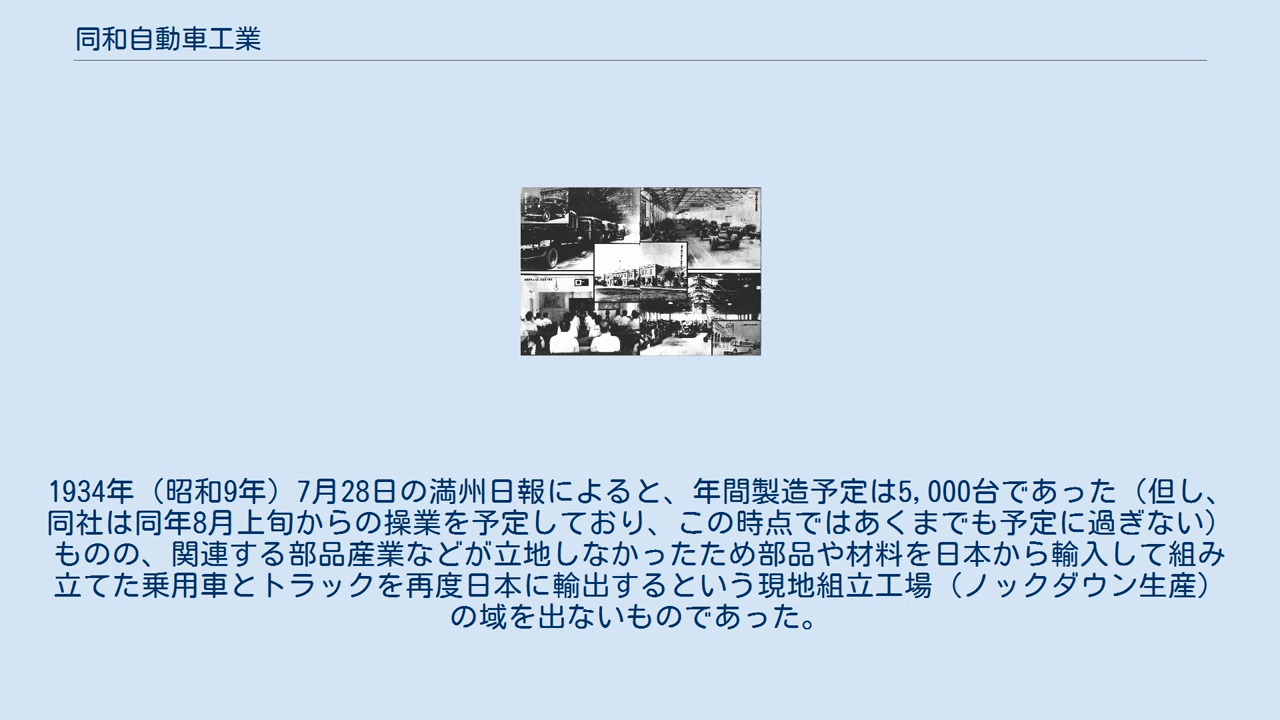 同和自動車工業
1934年（昭和9年）7月28日の満州日報によると、年間製造予定は5,000台であった（但し、
同社は同年8月上旬からの操業を予定しており、この時点ではあくまでも予定に過ぎない）
ものの、関連する部品産業などが立地しなかったため部品や材料を日本から輸入して組み
立てた乗用車とトラックを再度日本に輸出するという現地組立工場（ノックダウン生産）
の域を出ないものであった。